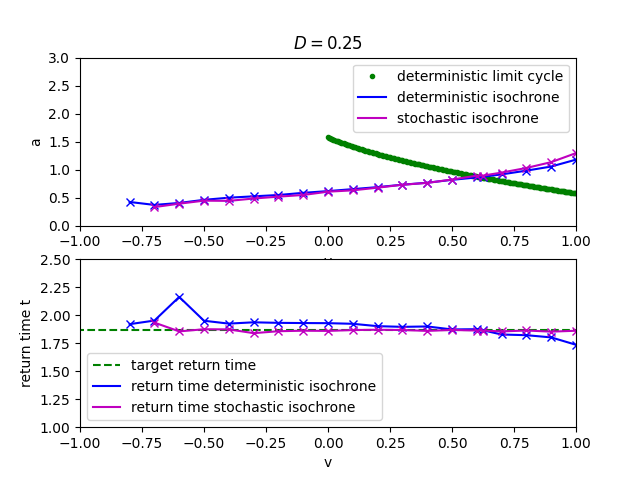 D = 0.25
3.0
2.5
2.0
1.5
1.0
0.5
0.0
a
deterministic limit cycle
deterministic isochrone
stochastic isochrone
−1.00 −0.75 −0.50 −0.25 0.00 0.25 0.50 0.75 1.00
2.50
2.25
2.00
1.75
1.50
1.25
1.00
return time t
target return time
return time deterministic isochrone
return time stochastic isochrone
−1.00 −0.75 −0.50 −0.25 0.00 0.25 0.50 0.75 1.00
v